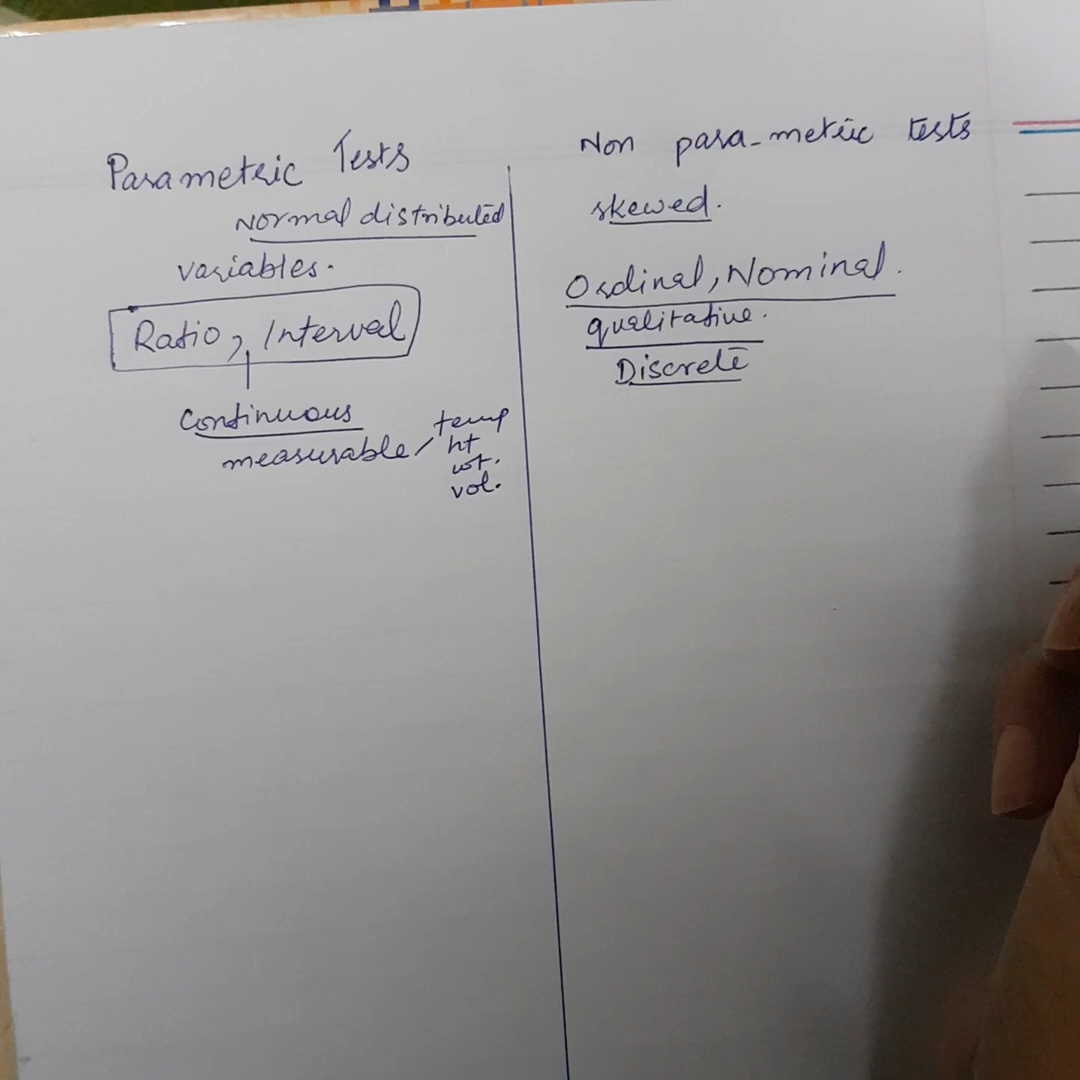 Parametric Tests
Normal distributed
variables.
Ratio, Interval
Continuous
measurable
temp
ht
wt.
vol.
Non para-metric tests
skewed.
Ordinal, Nominal.
qualitative.
Discrete